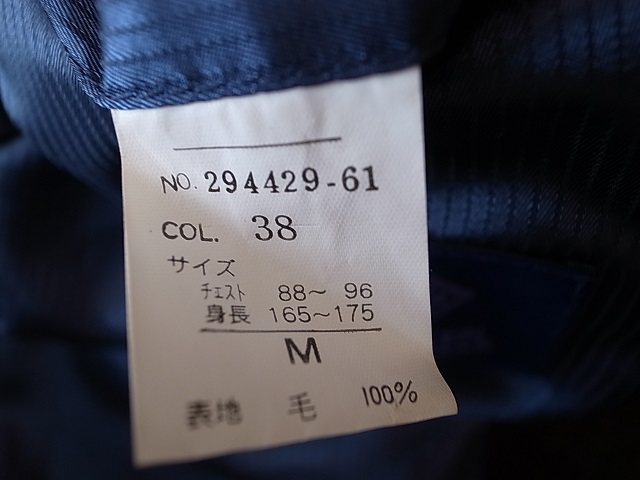 NO. 294429-61
COL. 38
サイズ
チェスト 88〜 96
身長 165〜175
M
表地 毛 100%